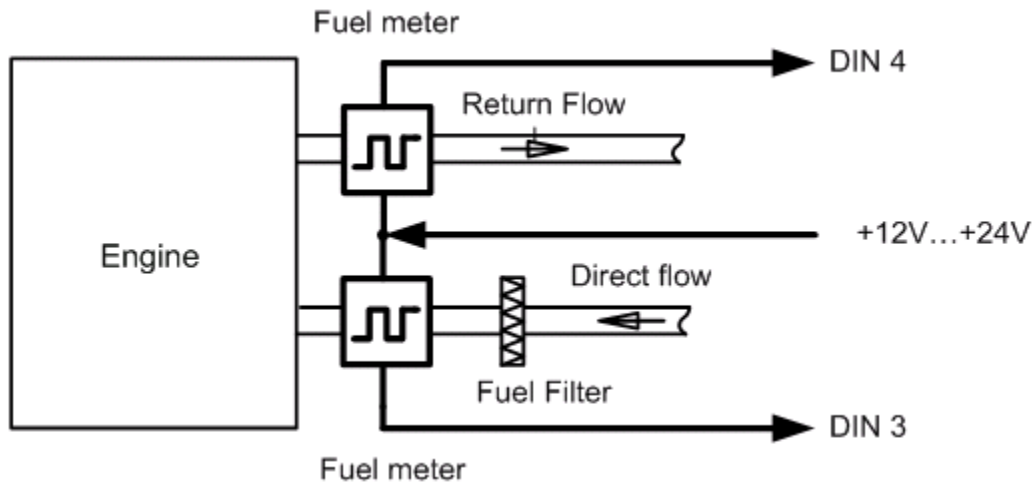 Fuel meter
DIN 4
Return Flow
+12V…+24V
Engine
Direct flow
Fuel Filter
DIN 3
Fuel meter